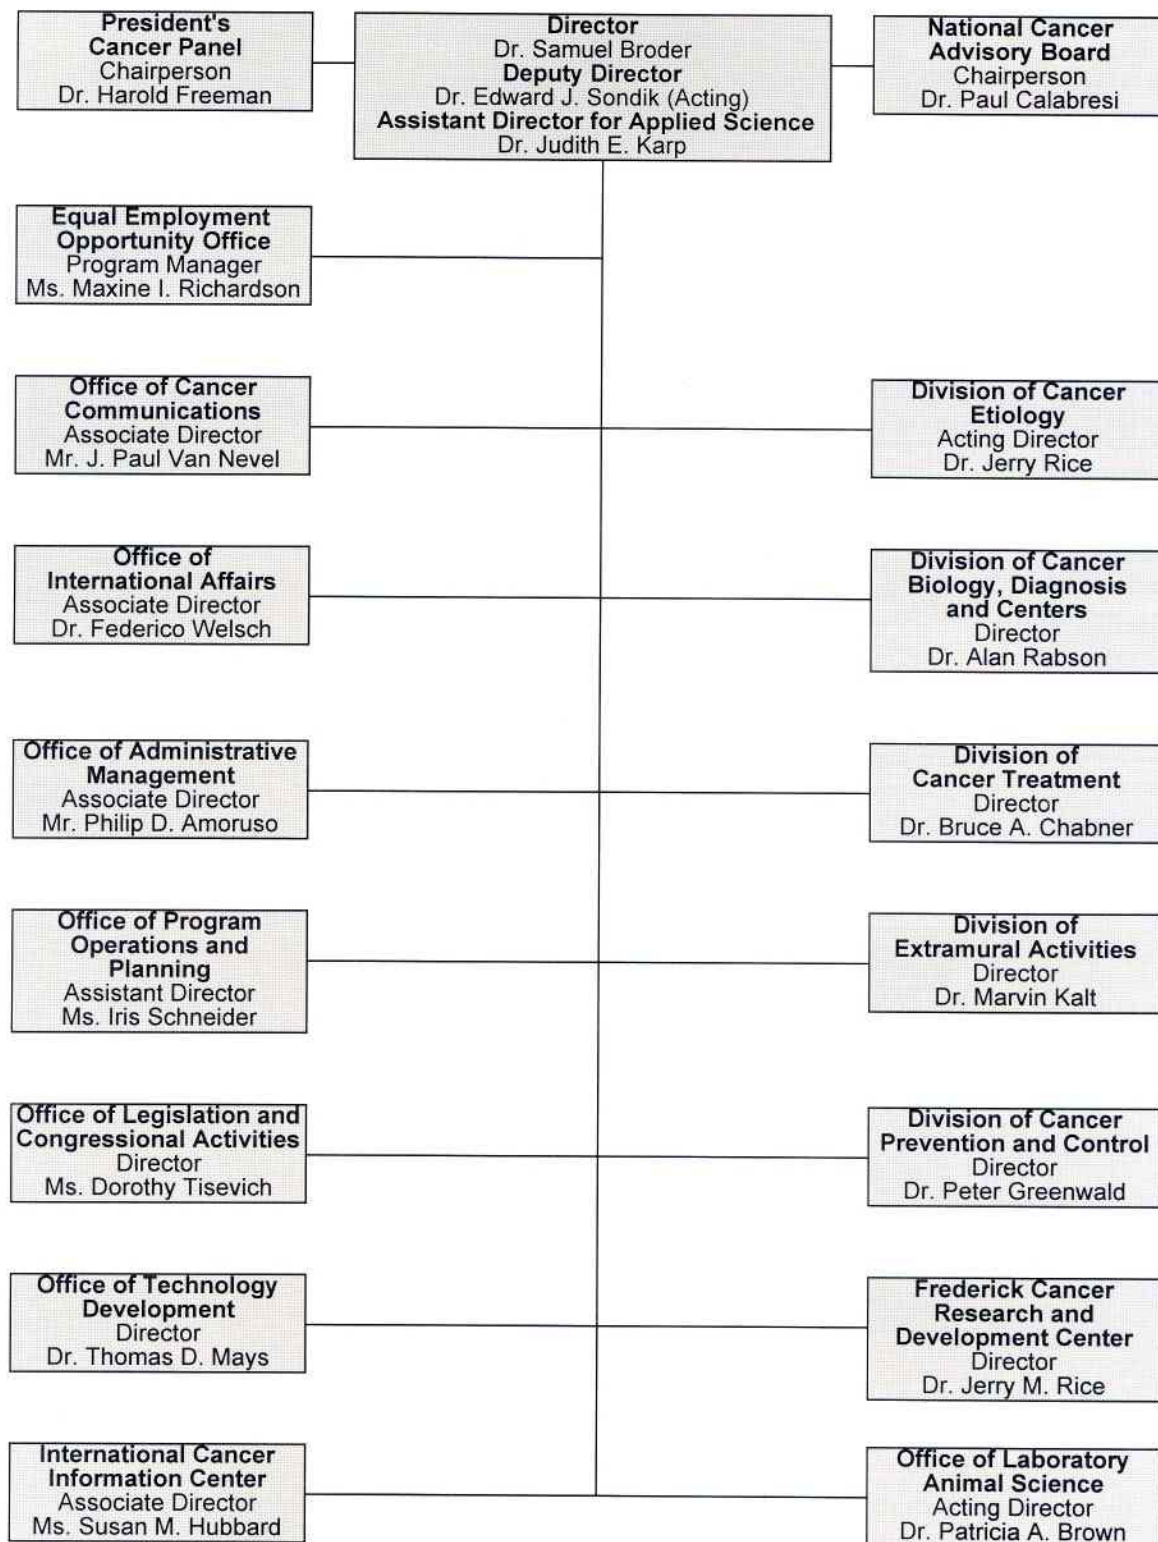 President's
Cancer Panel
Chairperson
Dr. Harold Freeman
Director
Dr. Samuel Broder
Deputy Director
Dr. Edward J. Sondik (Acting)
Assistant Director for Applied Science
Dr. Judith E. Karp
National Cancer
Advisory Board
Chairperson
Dr. Paul Calabresi
Equal Employment
Opportunity Office
Program Manager
Ms. Maxine I. Richardson
Office of Cancer
Communications
Associate Director
Mr. J. Paul Van Nevel
Division of Cancer
Etiology
Acting Director
Dr. Jerry Rice
Office of
International Affairs
Associate Director
Dr. Federico Welsch
Division of Cancer
Biology, Diagnosis
and Centers
Director
Dr. Alan Rabson
Office of Administrative
Management
Associate Director
Mr. Philip D. Amoruso
Division of
Cancer Treatment
Director
Dr. Bruce A. Chabner
Office of Program
Operations and
Planning
Assistant Director
Ms. Iris Schneider
Division of
Extramural Activities
Director
Dr. Marvin Kalt
Office of Legislation and
Congressional Activities
Director
Ms. Dorothy Tisevich
Division of Cancer
Prevention and Control
Director
Dr. Peter Greenwald
Office of Technology
Development
Director
Dr. Thomas D. Mays
Frederick Cancer
Research and
Development Center
Director
Dr. Jerry M. Rice
International Cancer
Information Center
Associate Director
Ms. Susan M. Hubbard
Office of Laboratory
Animal Science
Acting Director
Dr. Patricia A. Brown